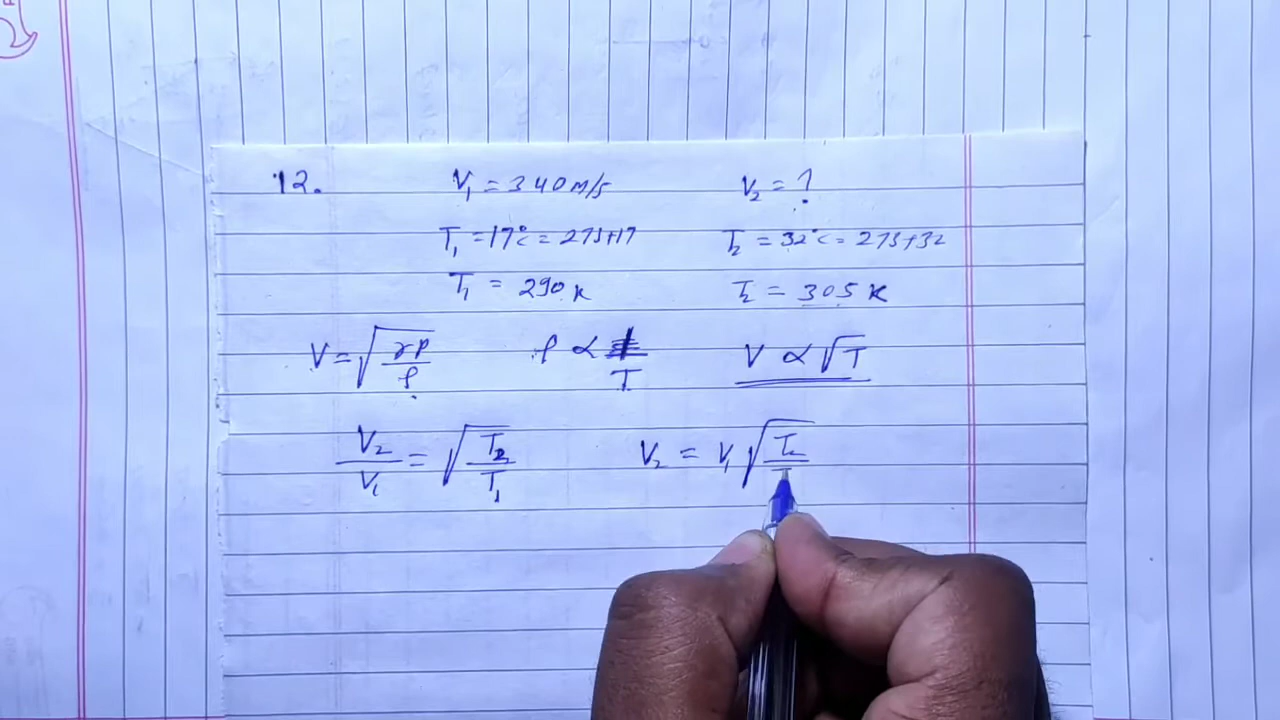 12. V₁ = 340 m/s V₂ = ?
T₁ = 17°c = 273+17 T₂ = 32°c = 273+32
T₁ = 290 K T₂ = 305 K
V = √(γP/ρ) ρ ∝ 1/T V ∝ √T
V₂/V₁ = √(T₂/T₁) V₂ = V₁ √(T₂/T